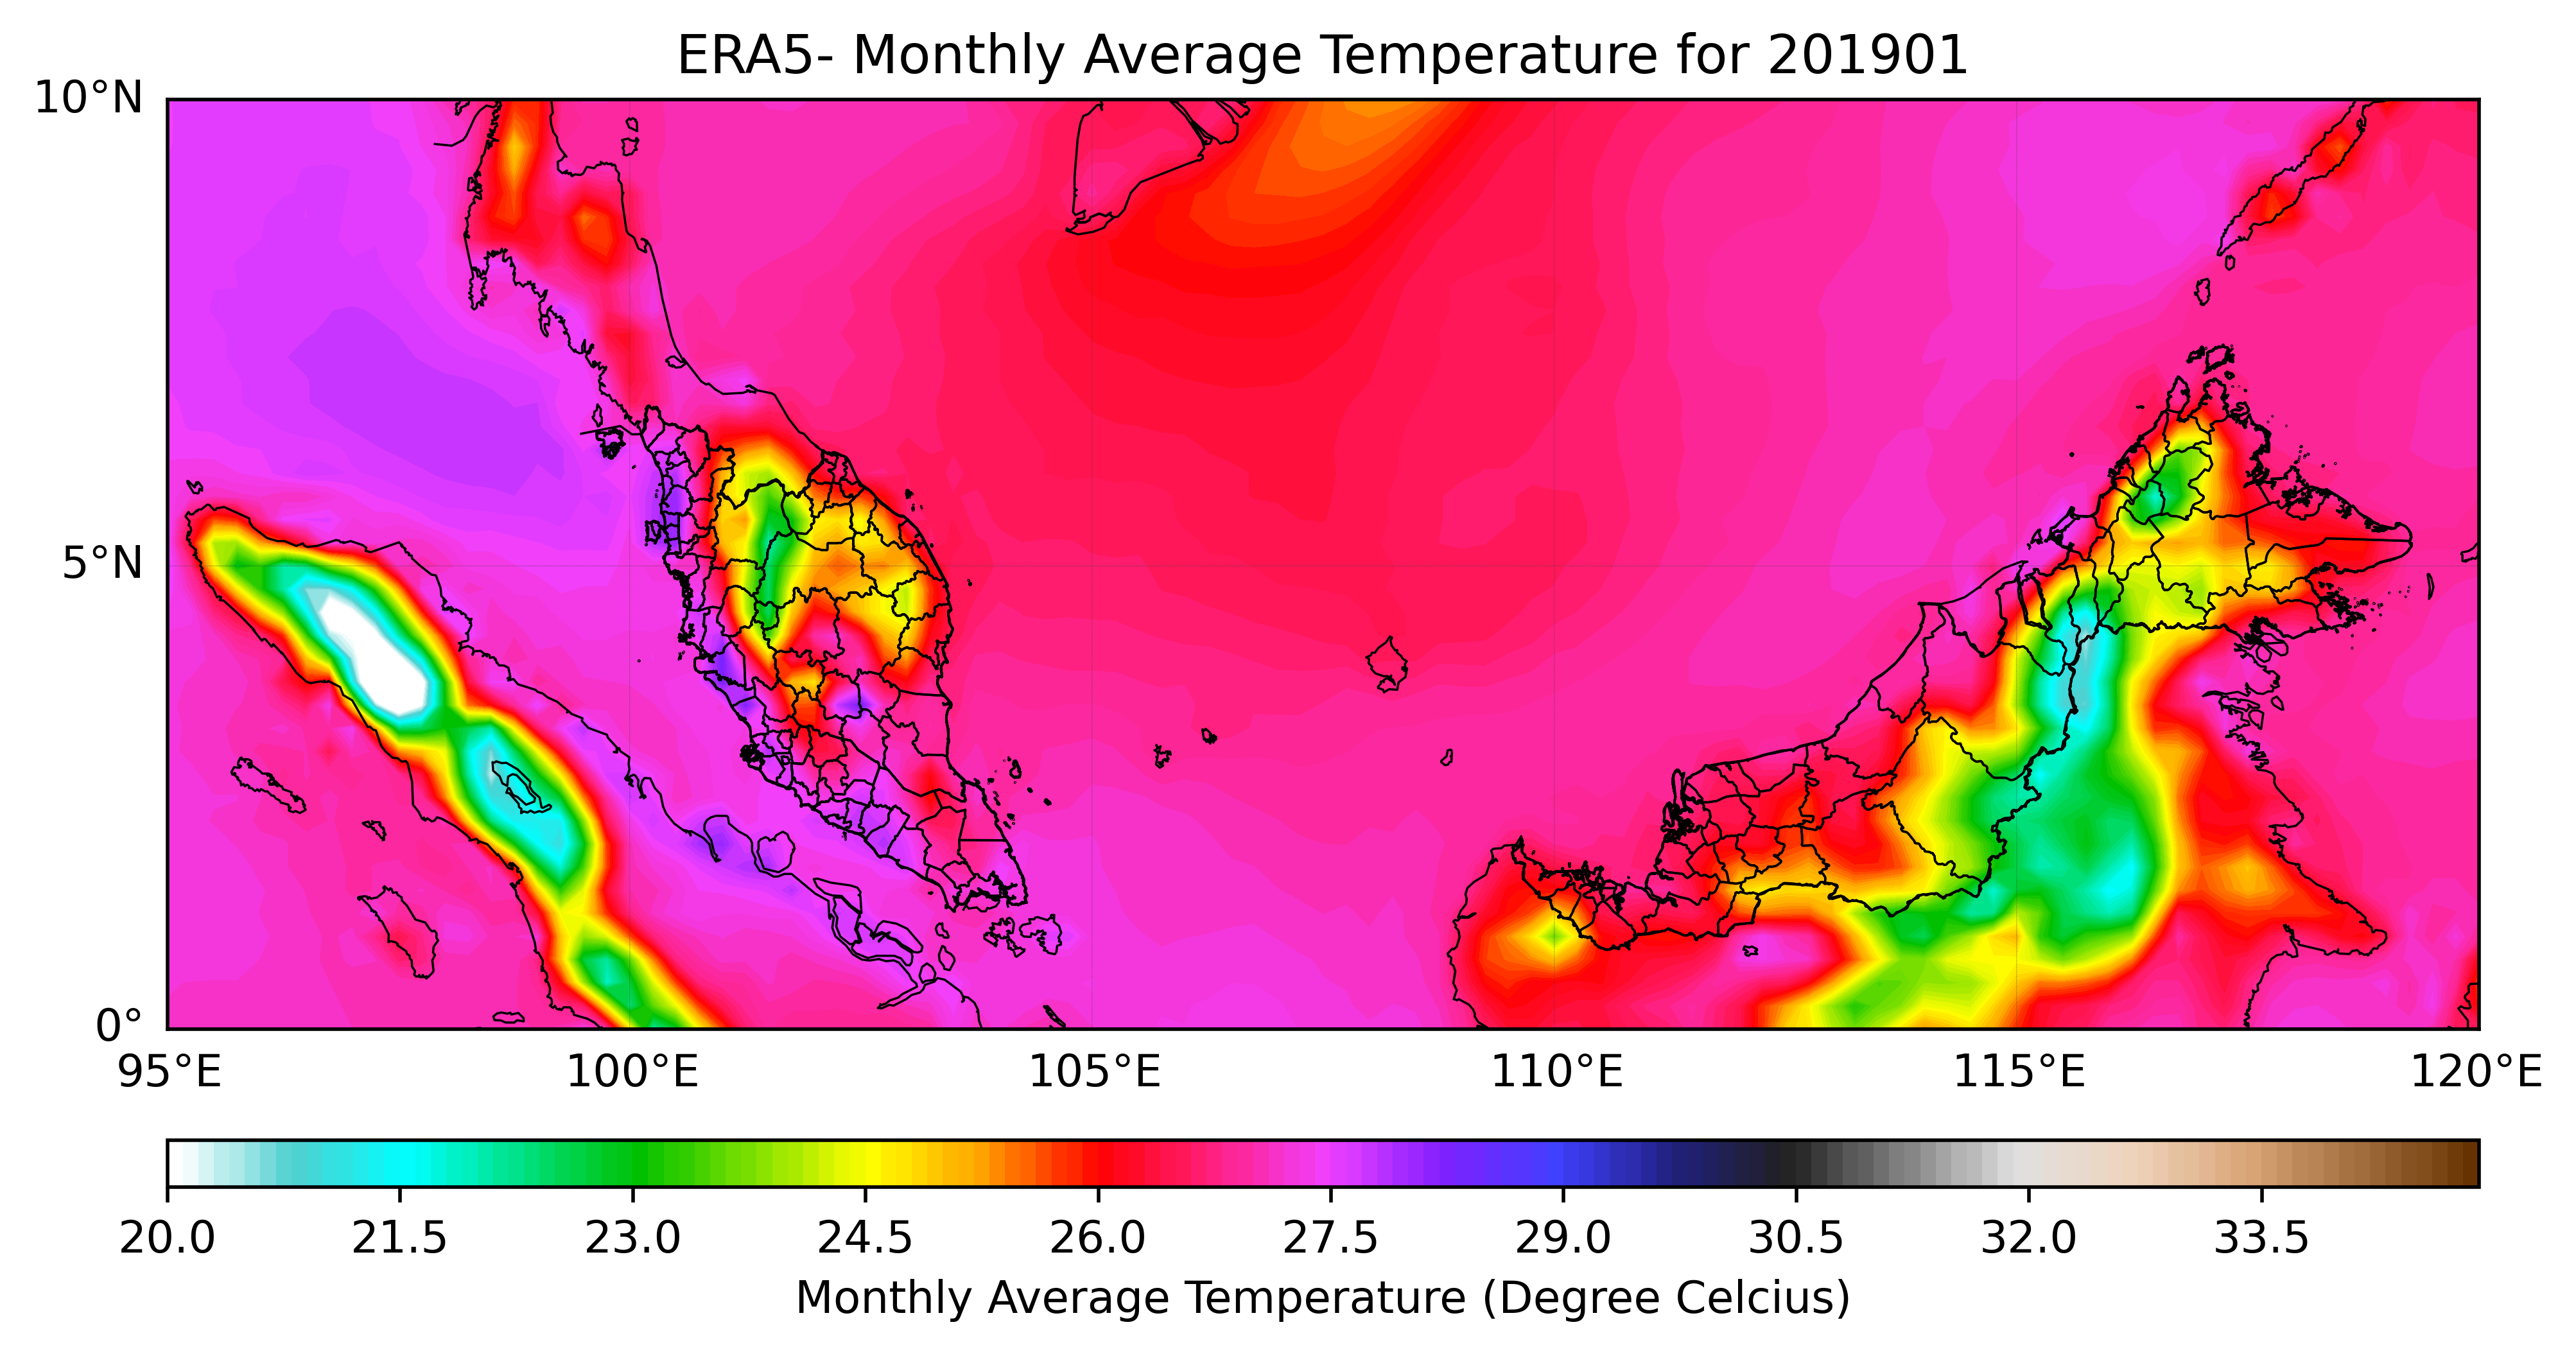 ERA5- Monthly Average Temperature for 201901
10°N
5°N
0°
95°E 100°E 105°E 110°E 115°E 120°E
20.0 21.5 23.0 24.5 26.0 27.5 29.0 30.5 32.0 33.5
Monthly Average Temperature (Degree Celcius)